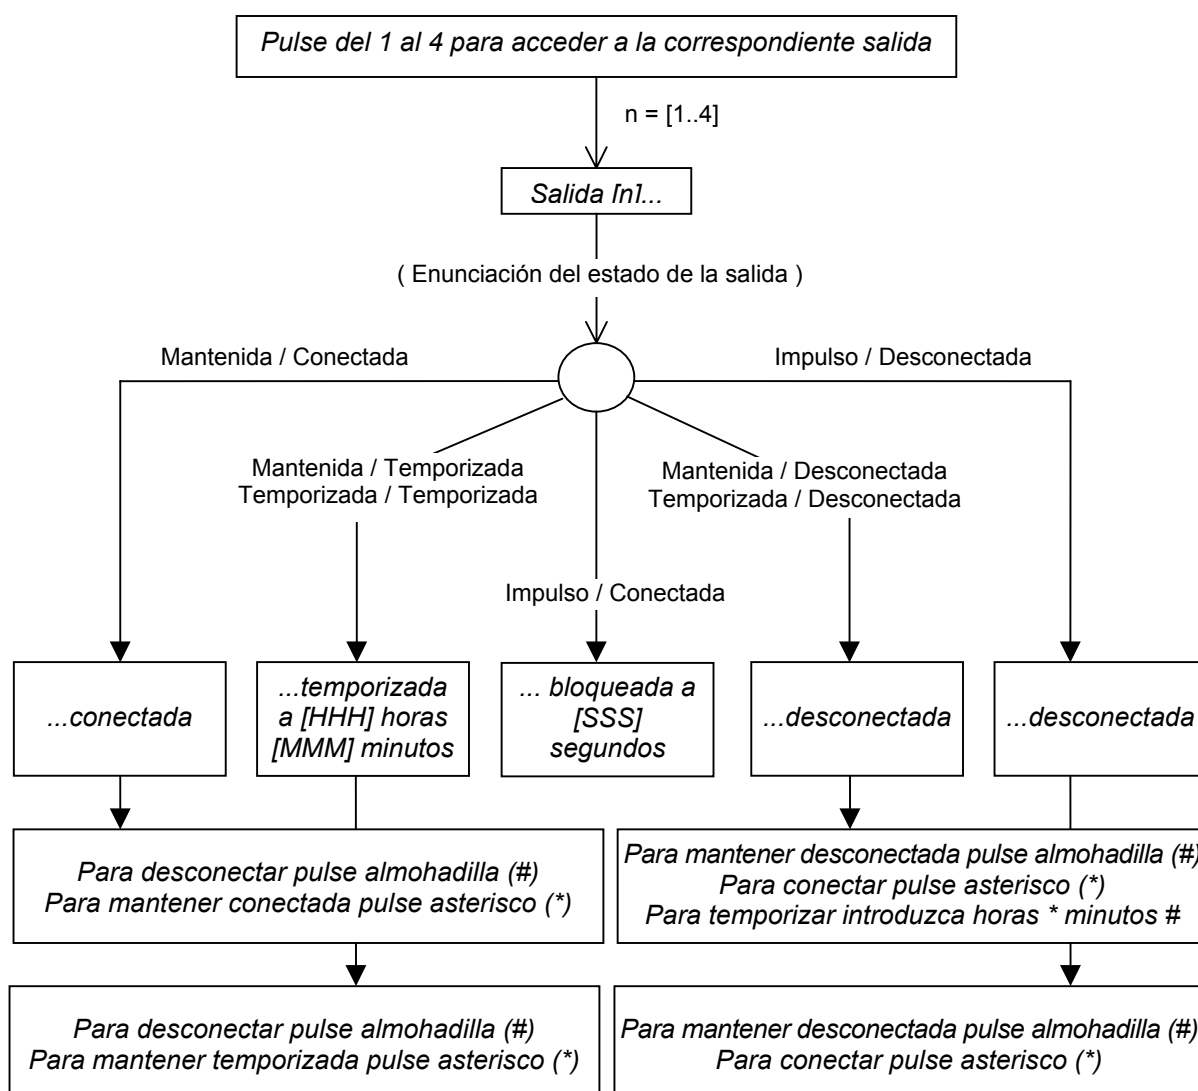 Pulse del 1 al 4 para acceder a la correspondiente salida
n = [1..4]
Salida [n]...
( Enunciación del estado de la salida )
Mantenida / Conectada
Impulso / Desconectada
Mantenida / Temporizada
Temporizada / Temporizada
Mantenida / Desconectada
Temporizada / Desconectada
Impulso / Conectada
...conectada
...temporizada
a [HHH] horas
[MMM] minutos
... bloqueada a
[SSS]
segundos
...desconectada
...desconectada
Para desconectar pulse almohadilla (#)
Para mantener conectada pulse asterisco (*)
Para mantener desconectada pulse almohadilla (#)
Para conectar pulse asterisco (*)
Para temporizar introduzca horas * minutos #
Para desconectar pulse almohadilla (#)
Para mantener temporizada pulse asterisco (*)
Para mantener desconectada pulse almohadilla (#)
Para conectar pulse asterisco (*)